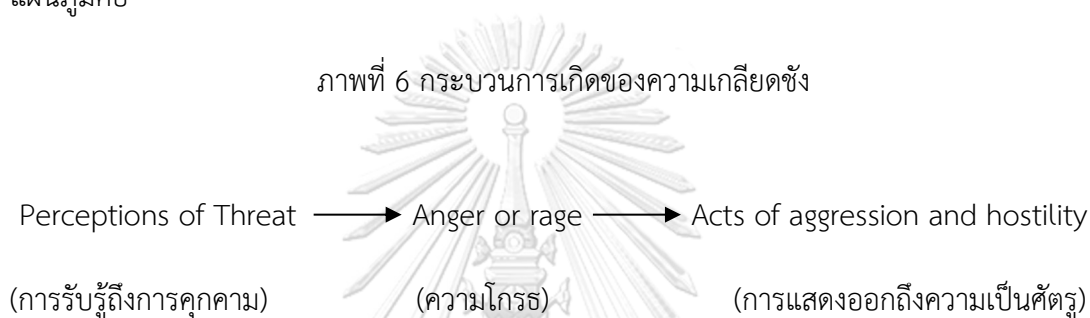 ภาพที่ 6 กระบวนการเกิดของความเกลียดชัง
Perceptions of Threat Anger or rage Acts of aggression and hostility
(การรับรู้ถึงการคุกคาม) (ความโกรธ) (การแสดงออกถึงความเป็นศัตรู)